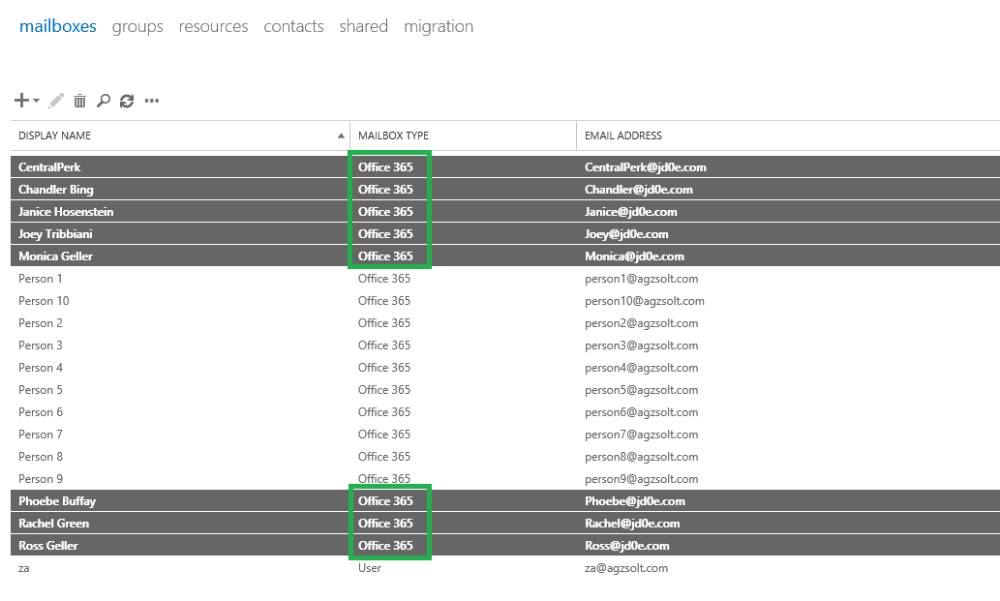 mailboxes groups resources contacts shared migration
DISPLAY NAME MAILBOX TYPE EMAIL ADDRESS
CentralPerk Office 365 CentralPerk@jd0e.com
Chandler Bing Office 365 Chandler@jd0e.com
Janice Hosenstein Office 365 Janice@jd0e.com
Joey Tribbiani Office 365 Joey@jd0e.com
Monica Geller Office 365 Monica@jd0e.com
Person 1 Office 365 person1@agzsolt.com
Person 10 Office 365 person10@agzsolt.com
Person 2 Office 365 person2@agzsolt.com
Person 3 Office 365 person3@agzsolt.com
Person 4 Office 365 person4@agzsolt.com
Person 5 Office 365 person5@agzsolt.com
Person 6 Office 365 person6@agzsolt.com
Person 7 Office 365 person7@agzsolt.com
Person 8 Office 365 person8@agzsolt.com
Person 9 Office 365 person9@agzsolt.com
Phoebe Buffay Office 365 Phoebe@jd0e.com
Rachel Green Office 365 Rachel@jd0e.com
Ross Geller Office 365 Ross@jd0e.com
za User za@agzsolt.com